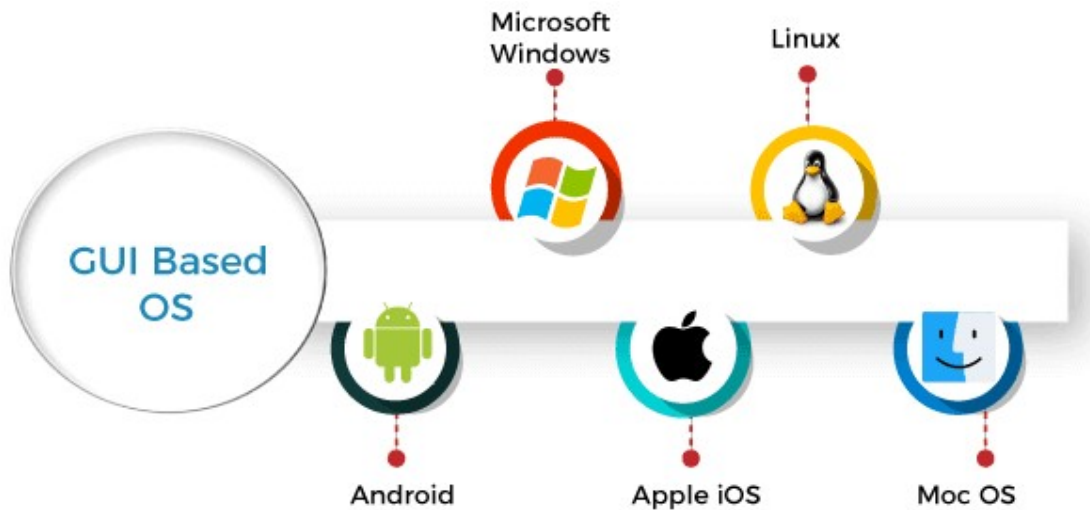 Microsoft
Windows
Linux
GUI Based
OS
Android
Apple iOS
Moc OS